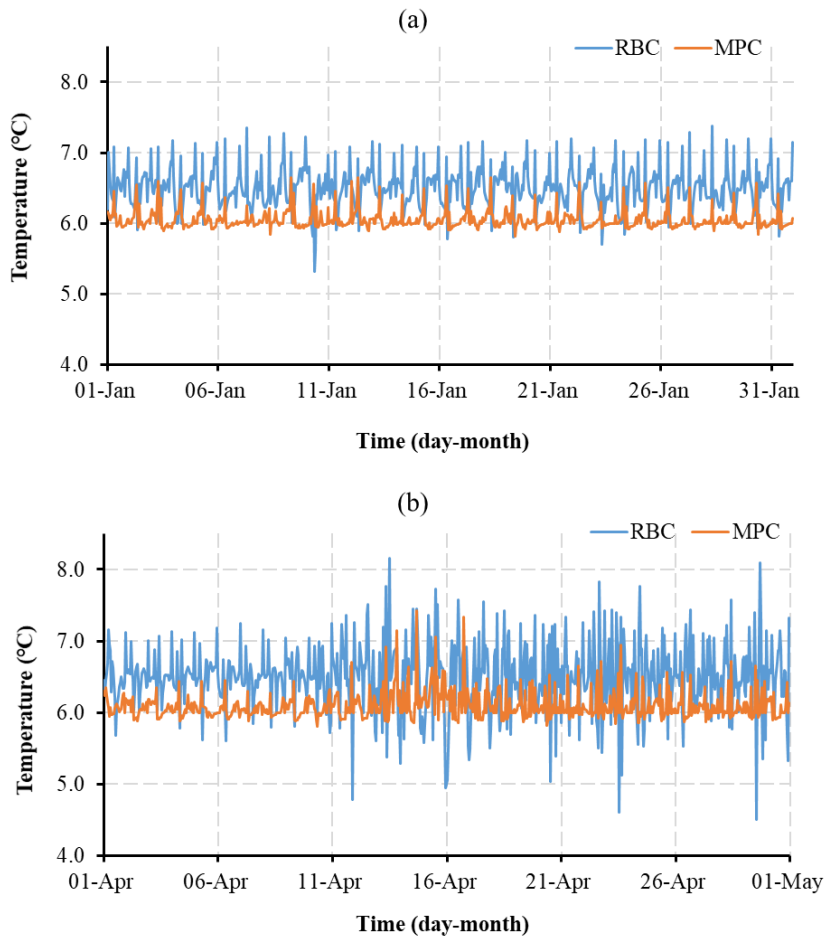 (a)
RBC MPC
Temperature (°C)
8.0
7.0
6.0
5.0
4.0
01-Jan 06-Jan 11-Jan 16-Jan 21-Jan 26-Jan 31-Jan
Time (day-month)
(b)
RBC MPC
Temperature (°C)
8.0
7.0
6.0
5.0
4.0
01-Apr 06-Apr 11-Apr 16-Apr 21-Apr 26-Apr 01-May
Time (day-month)